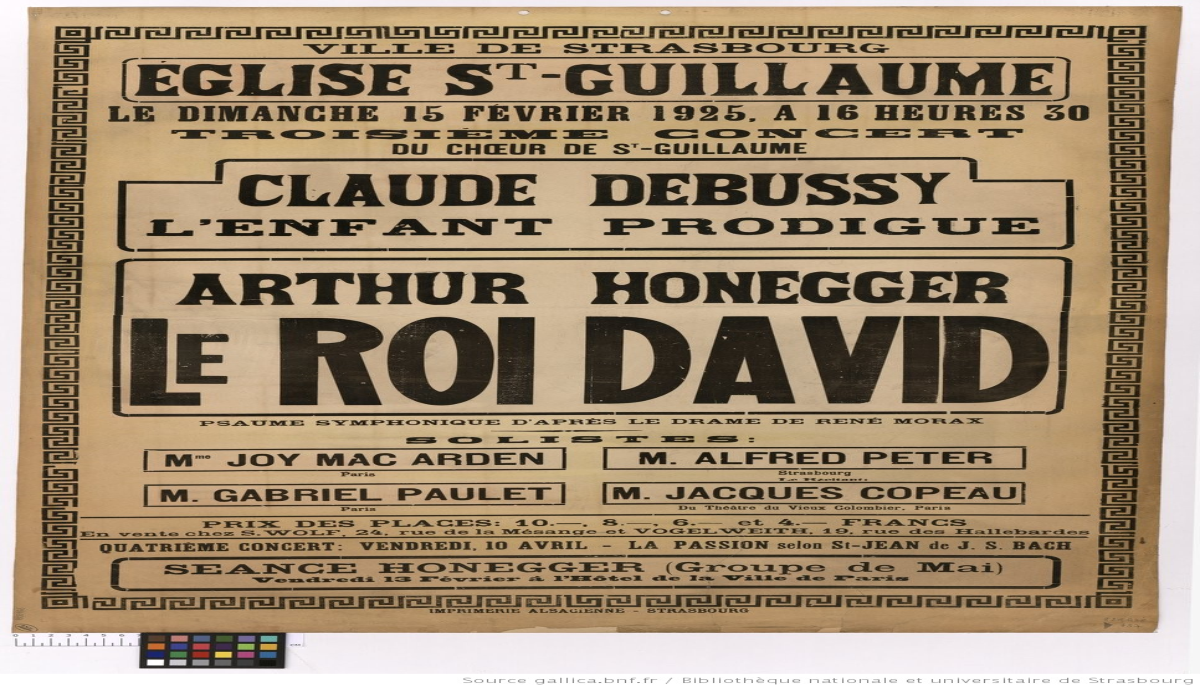 VILLE DE STRASBOURG
ÉGLISE ST-GUILLAUME
LE DIMANCHE 15 FÉVRIER 1925, A 16 HEURES 30
TROISIÈME CONCERT
DU CHŒUR DE ST-GUILLAUME
CLAUDE DEBUSSY
L'ENFANT PRODIGUE
ARTHUR HONEGGER
LE ROI DAVID
PSAUME SYMPHONIQUE D'APRÈS LE DRAME DE RENÉ MORAX
SOLISTES:
Mme JOY MAC ARDEN
Paris
M. ALFRED PETER
Strasbourg
M. GABRIEL PAULET
Paris
Le Récitant:
M. JACQUES COPEAU
Du Théâtre du Vieux Colombier, Paris
PRIX DES PLACES: 10.—, 8.—, 6.— et 4.— FRANCS
En vente chez S. WOLF, 24, rue de la Mésange et VOGELWEITH, 19, rue des Hallebardes
QUATRIÈME CONCERT: VENDREDI, 10 AVRIL - LA PASSION selon St-JEAN de J. S. BACH
SEANCE HONEGGER (Groupe de Mai)
Vendredi 13 Février à l'Hôtel de la Ville de Paris
IMPRIMERIE ALSACIENNE - STRASBOURG
Source gallica.bnf.fr / Bibliothèque nationale et universitaire de Strasbourg